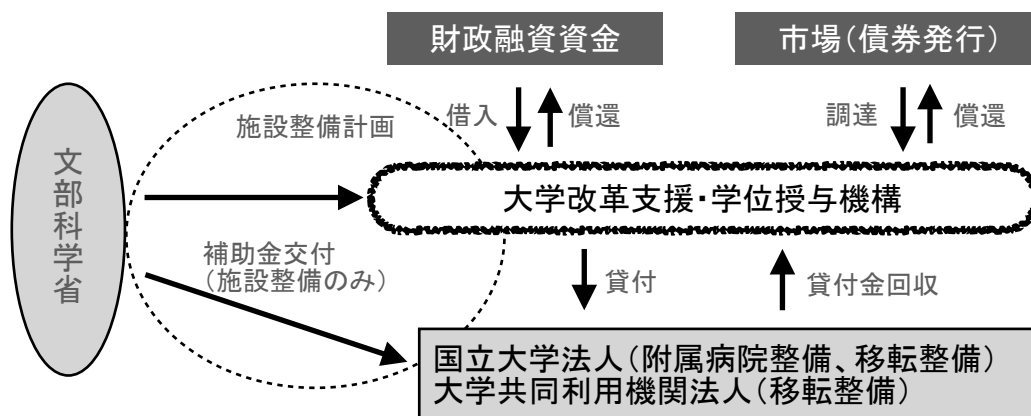 財政融資資金
市場（債券発行）
文部科学省
施設整備計画
借入
償還
調達
償還
大学改革支援・学位授与機構
補助金交付
（施設整備のみ）
貸付
貸付金回収
国立大学法人（附属病院整備、移転整備）
大学共同利用機関法人（移転整備）